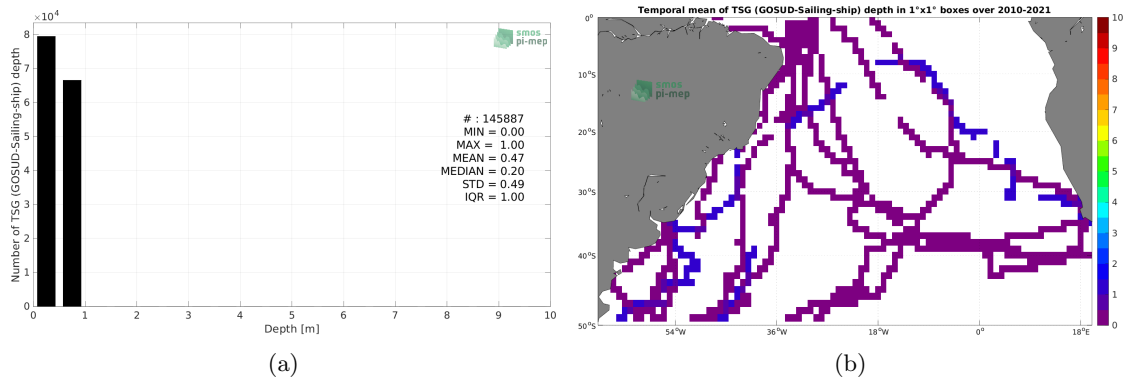 ×10⁴
8
7
6
5
4
3
2
1
0
Number of TSG (GOSUD-Sailing-ship) depth
smos
pi-mep
# : 145887
MIN = 0.00
MAX = 1.00
MEAN = 0.47
MEDIAN = 0.20
STD = 0.49
IQR = 1.00
0 1 2 3 4 5 6 7 8 9 10
Depth [m]
(a)
Temporal mean of TSG (GOSUD-Sailing-ship) depth in 1°x1° boxes over 2010-2021
0°
10°S
20°S
30°S
40°S
50°S
smos
pi-mep
54°W 36°W 18°W 0° 18°E
10
9
8
7
6
5
4
3
2
1
0
(b)